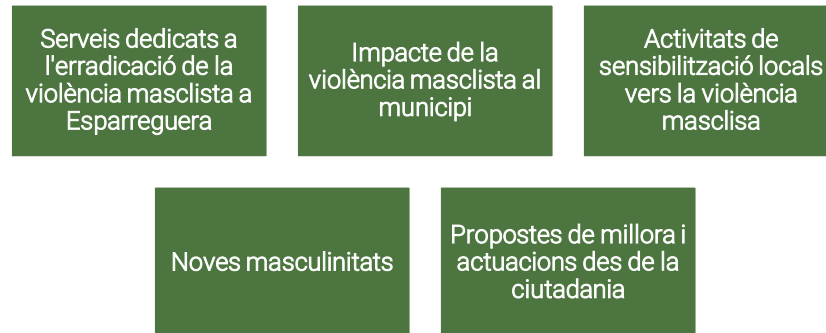 Serveis dedicats a
l'erradicació de la
violència masclista a
Esparreguera
Impacte de la
violència masclista al
municipi
Activitats de
sensibilització locals
vers la violència
masclisa
Noves masculinitats
Propostes de millora i
actuacions des de la
ciutadania